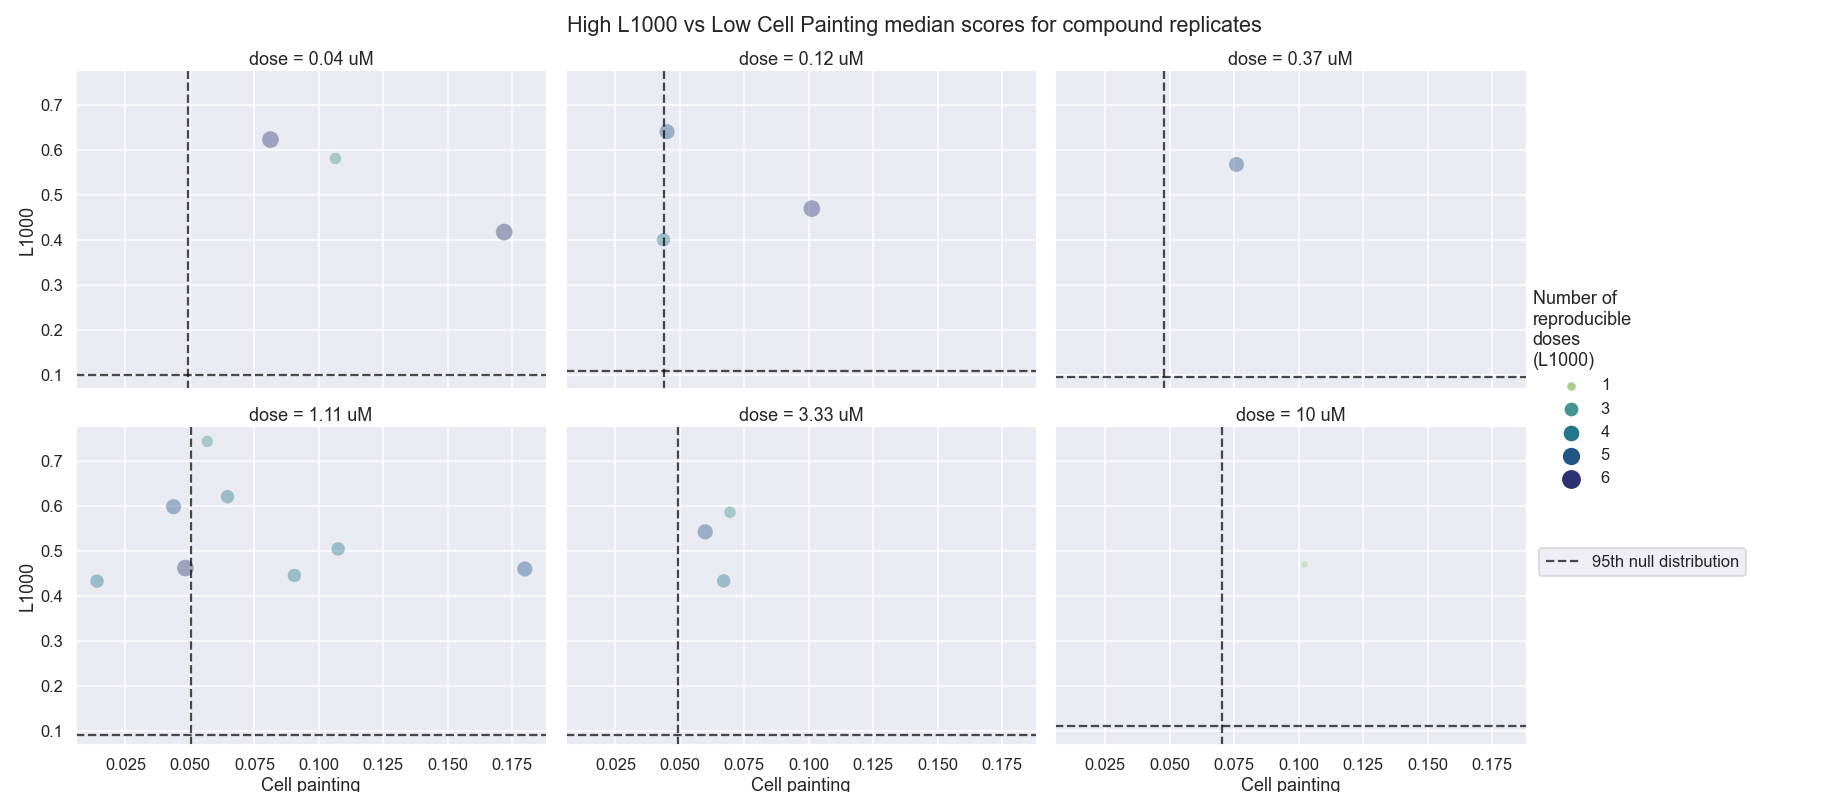 High L1000 vs Low Cell Painting median scores for compound replicates
dose = 0.04 uM
dose = 0.12 uM
dose = 0.37 uM
L1000
0.7
0.6
0.5
0.4
0.3
0.2
0.1
dose = 1.11 uM
dose = 3.33 uM
dose = 10 uM
L1000
0.7
0.6
0.5
0.4
0.3
0.2
0.1
0.025 0.050 0.075 0.100 0.125 0.150 0.175
0.025 0.050 0.075 0.100 0.125 0.150 0.175
0.025 0.050 0.075 0.100 0.125 0.150 0.175
Cell painting
Cell painting
Cell painting
Number of
reproducible
doses
(L1000)
1
3
4
5
6
95th null distribution